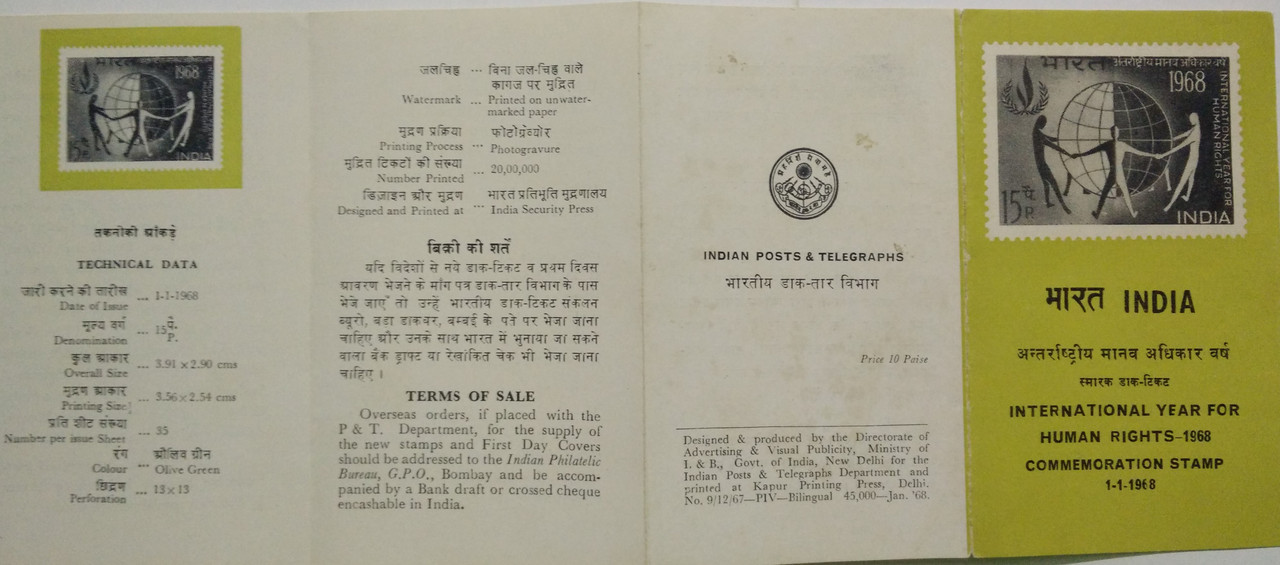 भारत
1968
15 पै.
INDIA
तकनीकी आंकड़े
TECHNICAL DATA
जारी करने की तारीख ... 1-1-1968
Date of Issue
मूल्य वर्ग ... 15 पै.
Denomination P.
कुल आकार ... 3.91 × 2.90 cms
Overall Size
मुद्रण आकार ... 3.56 × 2.54 cms
Printing Size
प्रति शीट संख्या ... 35
Number per issue Sheet
रंग ... ऑलिव ग्रीन
Colour Olive Green
छिद्रण ... 13 × 13
Perforation
जलचिह्न ... बिना जल-चिह्न वाले
कागज पर मुद्रित
Watermark ... Printed on unwater-
marked paper
मुद्रण प्रक्रिया फोटोग्रेव्योर
Printing Process ... Photogravure
मुद्रित टिकटों की संख्या ... 20,00,000
Number Printed
डिज़ाइन और मुद्रण भारत प्रतिभूति मुद्रणालय
Designed and Printed at ... India Security Press
बिक्री की शर्तें
यदि विदेशों से नये डाक-टिकट व प्रथम दिवस
आवरण भेजने के मांग पत्र डाक-तार विभाग के पास
भेजे जाएँ तो उन्हें भारतीय डाक-टिकट संकलन
ब्यूरो, बड़ा डाकघर, बम्बई के पते पर भेजा जाना
चाहिए और उनके साथ भारत में भुनाया जा सकने
वाला बैंक ड्राफ्ट या रेखांकित चेक भी भेजा जाना
चाहिए ।
TERMS OF SALE
Overseas orders, if placed with the
P & T. Department, for the supply of
the new stamps and First Day Covers
should be addressed to the Indian Philatelic
Bureau, G.P.O., Bombay and be accom-
panied by a Bank draft or crossed cheque
encashable in India.
INDIAN POSTS & TELEGRAPHS
भारतीय डाक-तार विभाग
Price 10 Paise
Designed & produced by the Directorate of
Advertising & Visual Publicity, Ministry of
I. & B., Govt. of India, New Delhi for the
Indian Posts & Telegraphs Department and
printed at Kapur Printing Press, Delhi.
No. 9/12/67—PIV—Bilingual 45,000—Jan. '68.
भारत अंतर्राष्ट्रीय मानव अधिकार वर्ष
1968
INTERNATIONAL YEAR FOR
HUMAN RIGHTS
15 पै.
P.
INDIA
भारत INDIA
अन्तर्राष्ट्रीय मानव अधिकार वर्ष
स्मारक डाक-टिकट
INTERNATIONAL YEAR FOR
HUMAN RIGHTS–1968
COMMEMORATION STAMP
1-1-1968